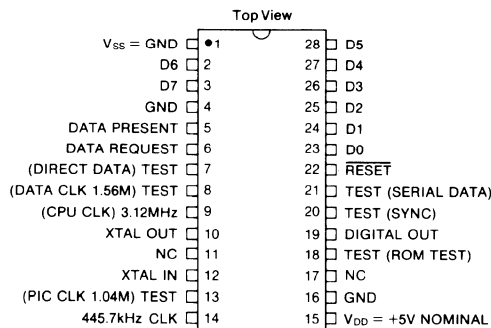 Top View
VSS = GND 1 28 D5
D6 2 27 D4
D7 3 26 D3
GND 4 25 D2
DATA PRESENT 5 24 D1
DATA REQUEST 6 23 D0
(DIRECT DATA) TEST 7 22 RESET
(DATA CLK 1.56M) TEST 8 21 TEST (SERIAL DATA)
(CPU CLK) 3.12MHz 9 20 TEST (SYNC)
XTAL OUT 10 19 DIGITAL OUT
NC 11 18 TEST (ROM TEST)
XTAL IN 12 17 NC
(PIC CLK 1.04M) TEST 13 16 GND
445.7kHz CLK 14 15 VDD = +5V NOMINAL